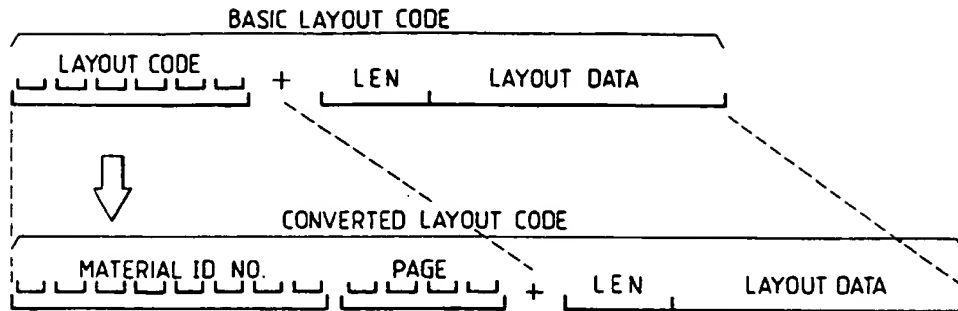 BASIC LAYOUT CODE
LAYOUT CODE + LEN LAYOUT DATA
CONVERTED LAYOUT CODE
MATERIAL ID NO. PAGE + LEN LAYOUT DATA